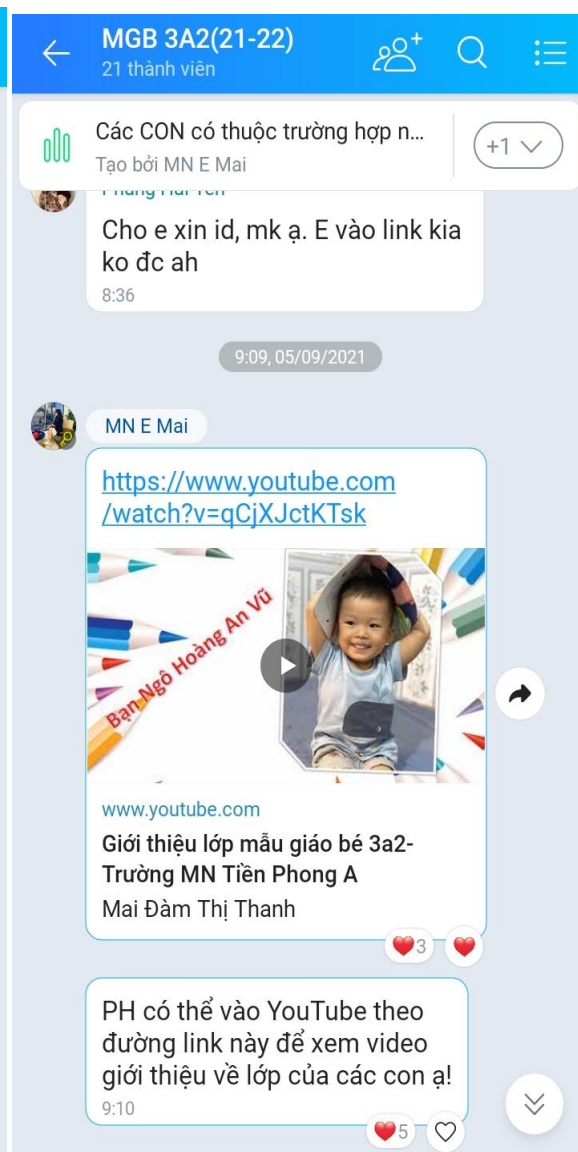 MGB 3A2(21-22)
21 thành viên
Các CON có thuộc trường hợp n...
+1
Tạo bởi MN E Mai
Cho e xin id, mk ạ. E vào link kia
ko đc ah
8:36
9:09, 05/09/2021
MN E Mai
https://www.youtube.com
/watch?v=qCjXJctKTsk
Bạn Ngô Hoàng An Vũ
www.youtube.com
Giới thiệu lớp mẫu giáo bé 3a2-
Trường MN Tiền Phong A
Mai Đàm Thị Thanh
3
PH có thể vào YouTube theo
đường link này để xem video
giới thiệu về lớp của các con ạ!
9:10
5